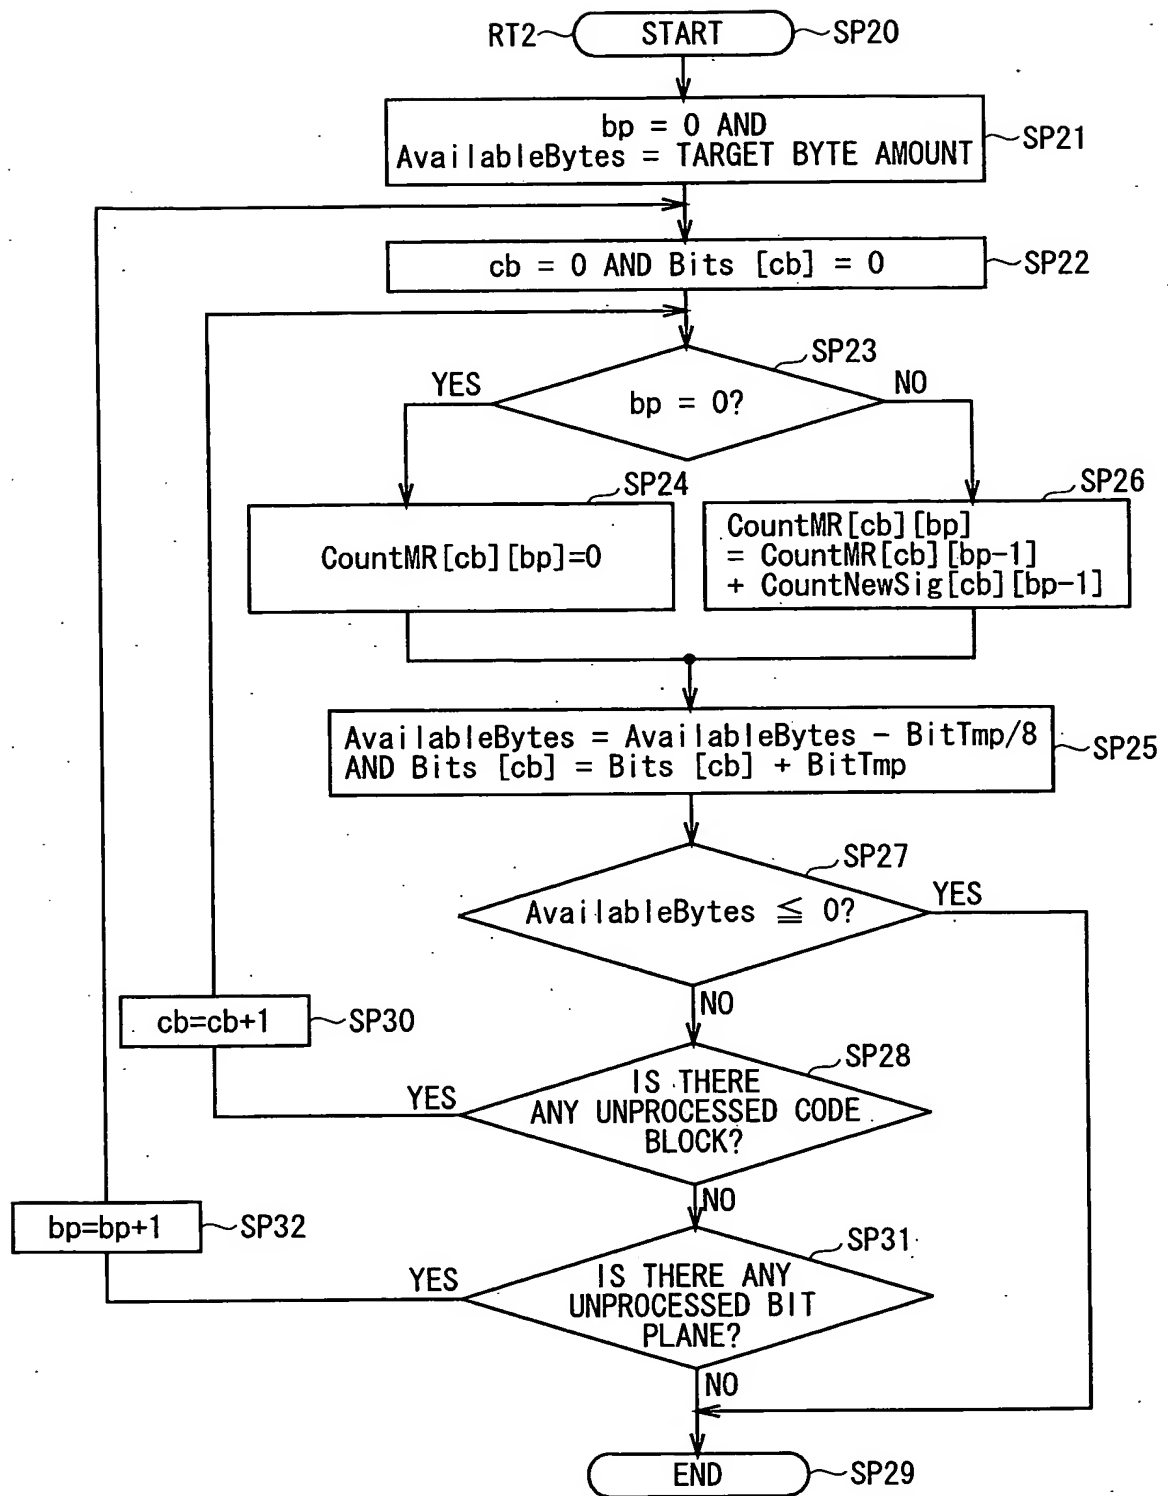 RT2
START
SP20
bp = 0 AND
AvailableBytes = TARGET BYTE AMOUNT
SP21
cb = 0 AND Bits [cb] = 0
SP22
SP23
YES
NO
bp = 0?
SP24
CountMR[cb][bp]=0
SP26
CountMR[cb][bp]
= CountMR[cb][bp-1]
+ CountNewSig[cb][bp-1]
AvailableBytes = AvailableBytes - BitTmp/8
AND Bits [cb] = Bits [cb] + BitTmp
SP25
SP27
AvailableBytes ≦ 0?
YES
NO
cb=cb+1
SP30
SP28
YES
IS THERE
ANY UNPROCESSED CODE
BLOCK?
NO
bp=bp+1
SP32
SP31
YES
IS THERE ANY
UNPROCESSED BIT
PLANE?
NO
END
SP29